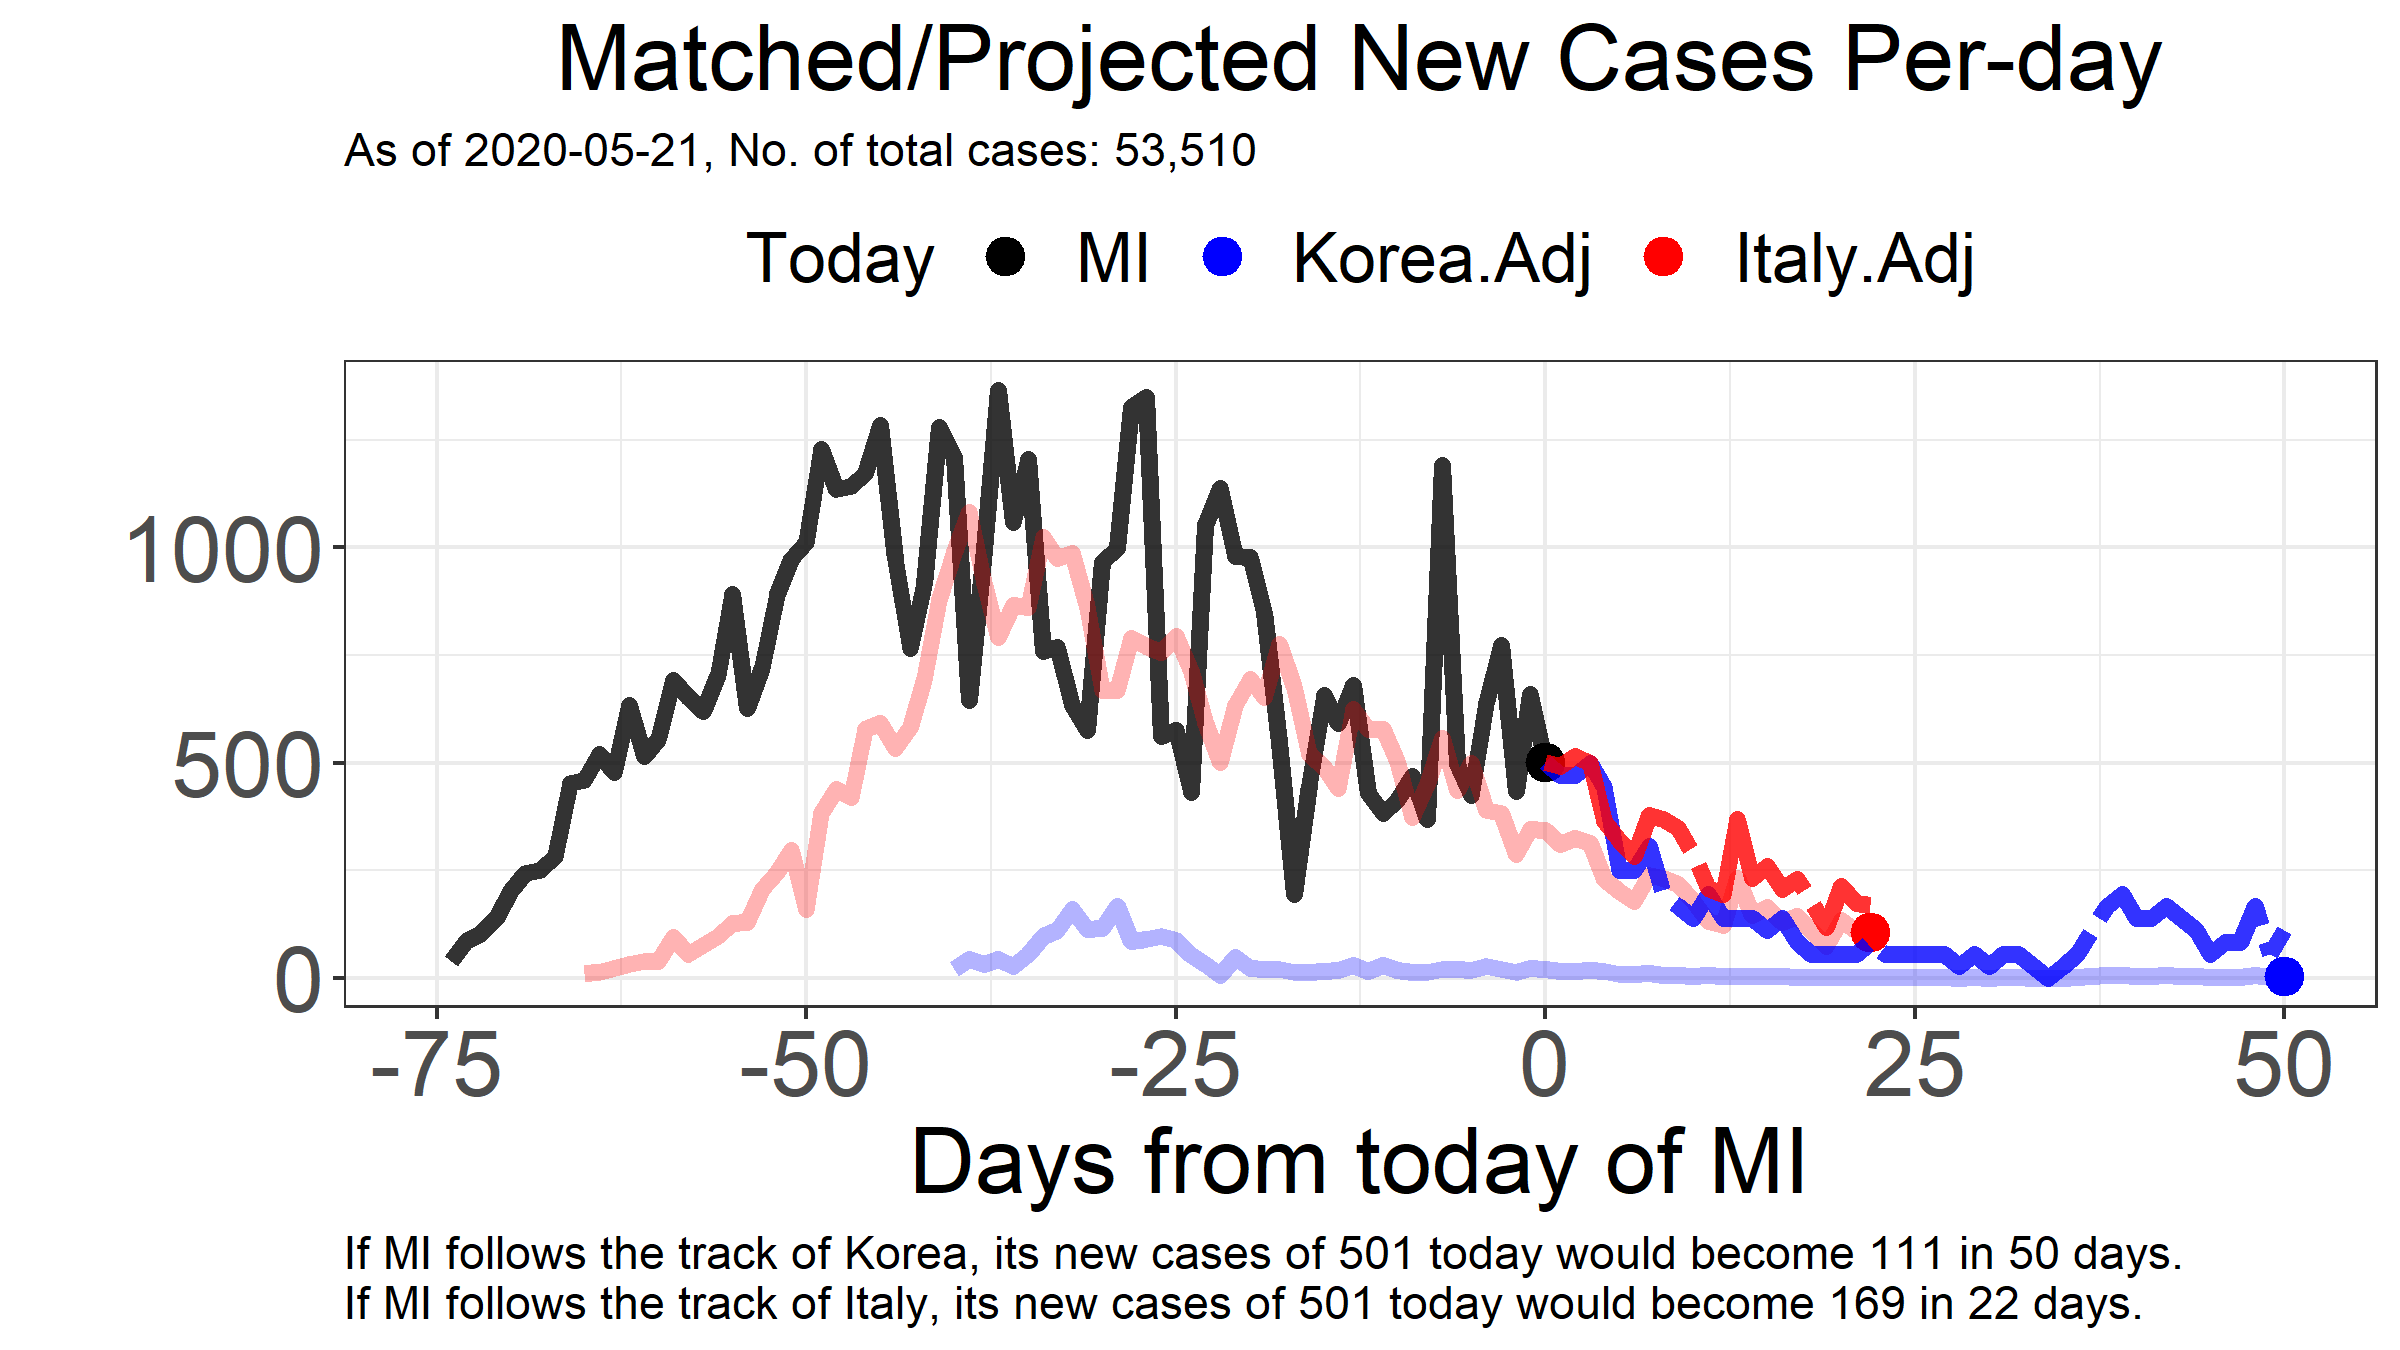 Matched/Projected New Cases Per-day
As of 2020-05-21, No. of total cases: 53,510
Today MI Korea.Adj Italy.Adj
1000
500
0
-75 -50 -25 0 25 50
Days from today of MI
If MI follows the track of Korea, its new cases of 501 today would become 111 in 50 days.
If MI follows the track of Italy, its new cases of 501 today would become 169 in 22 days.